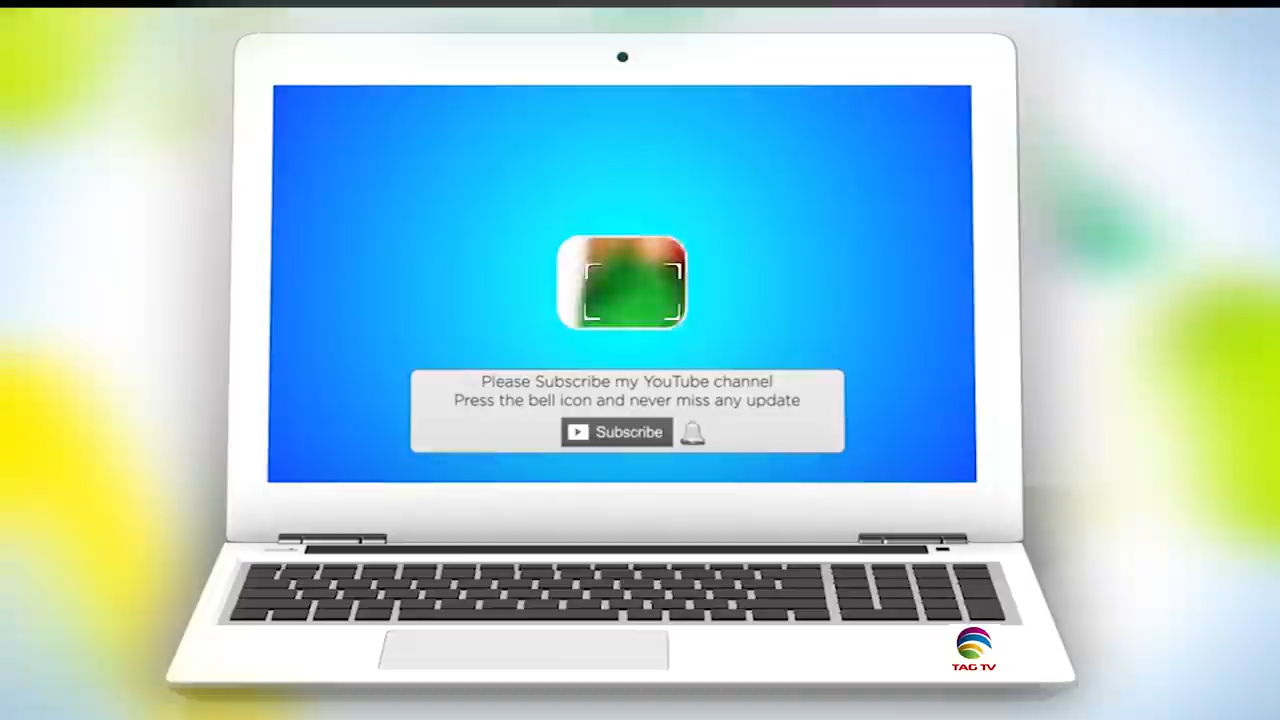 Please Subscribe my YouTube channel
Press the bell icon and never miss any update
Subscribe
TAG TV